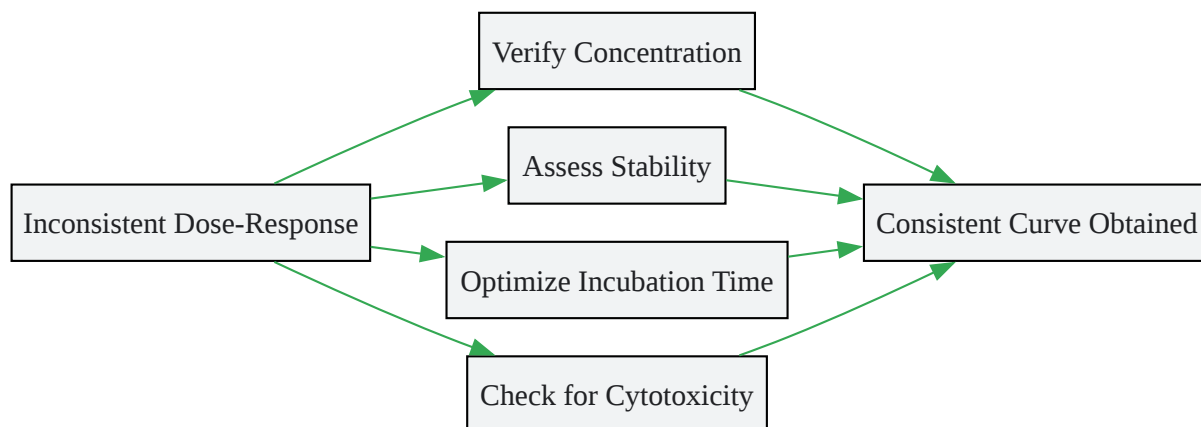 Verify Concentration
Assess Stability
Inconsistent Dose-Response
Consistent Curve Obtained
Optimize Incubation Time
Check for Cytotoxicity